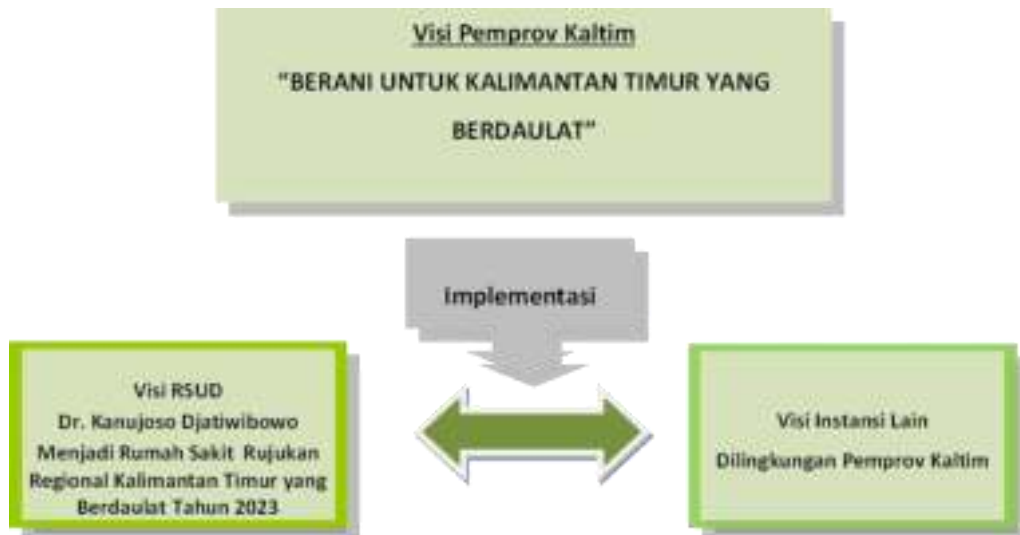 Visi Pemprov Kaltim
"BERANI UNTUK KALIMANTAN TIMUR YANG
BERDAULAT"
Implementasi
Visi RSUD
Dr. Kanujoso Djatiwibowo
Menjadi Rumah Sakit Rujukan
Regional Kalimantan Timur yang
Berdaulat Tahun 2023
Visi Instansi Lain
Dilingkungan Pemprov Kaltim